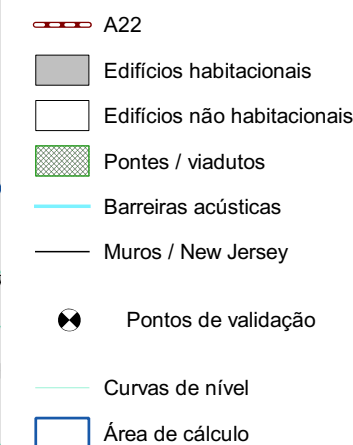 A22
Edifícios habitacionais
Edifícios não habitacionais
Pontes / viadutos
Barreiras acústicas
Muros / New Jersey
Pontos de validação
Curvas de nível
Área de cálculo